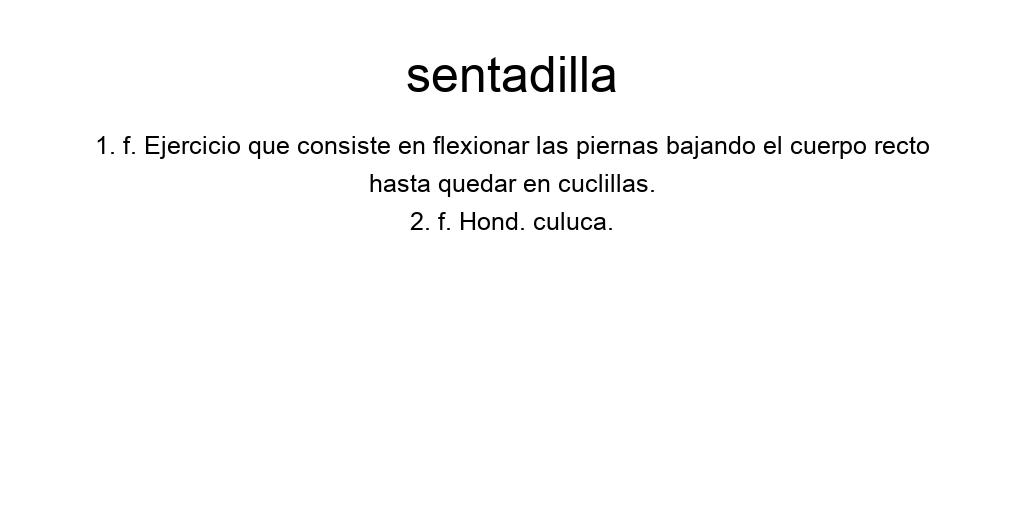 sentadilla
1. f. Ejercicio que consiste en flexionar las piernas bajando el cuerpo recto
hasta quedar en cuclillas.
2. f. Hond. culuca.